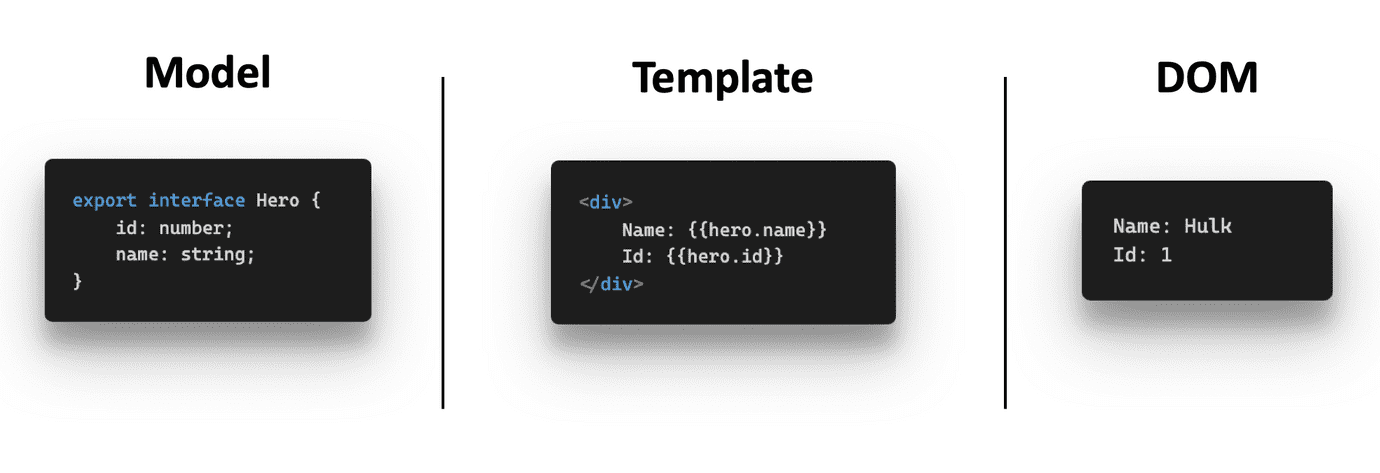 Model
export interface Hero {
    id: number;
    name: string;
}
Template
<div>
    Name: {{hero.name}}
    Id: {{hero.id}}
</div>
DOM
Name: Hulk
Id: 1